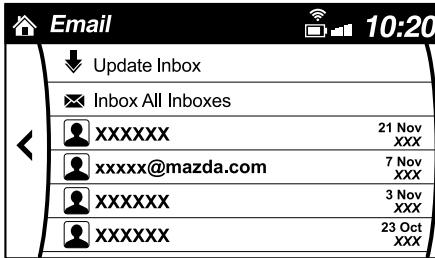 Email 10:20
Update Inbox
Inbox All Inboxes
XXXXXX 21 Nov
XXX
xxxxx@mazda.com 7 Nov
XXX
XXXXXX 3 Nov
XXX
XXXXXX 23 Oct
XXX